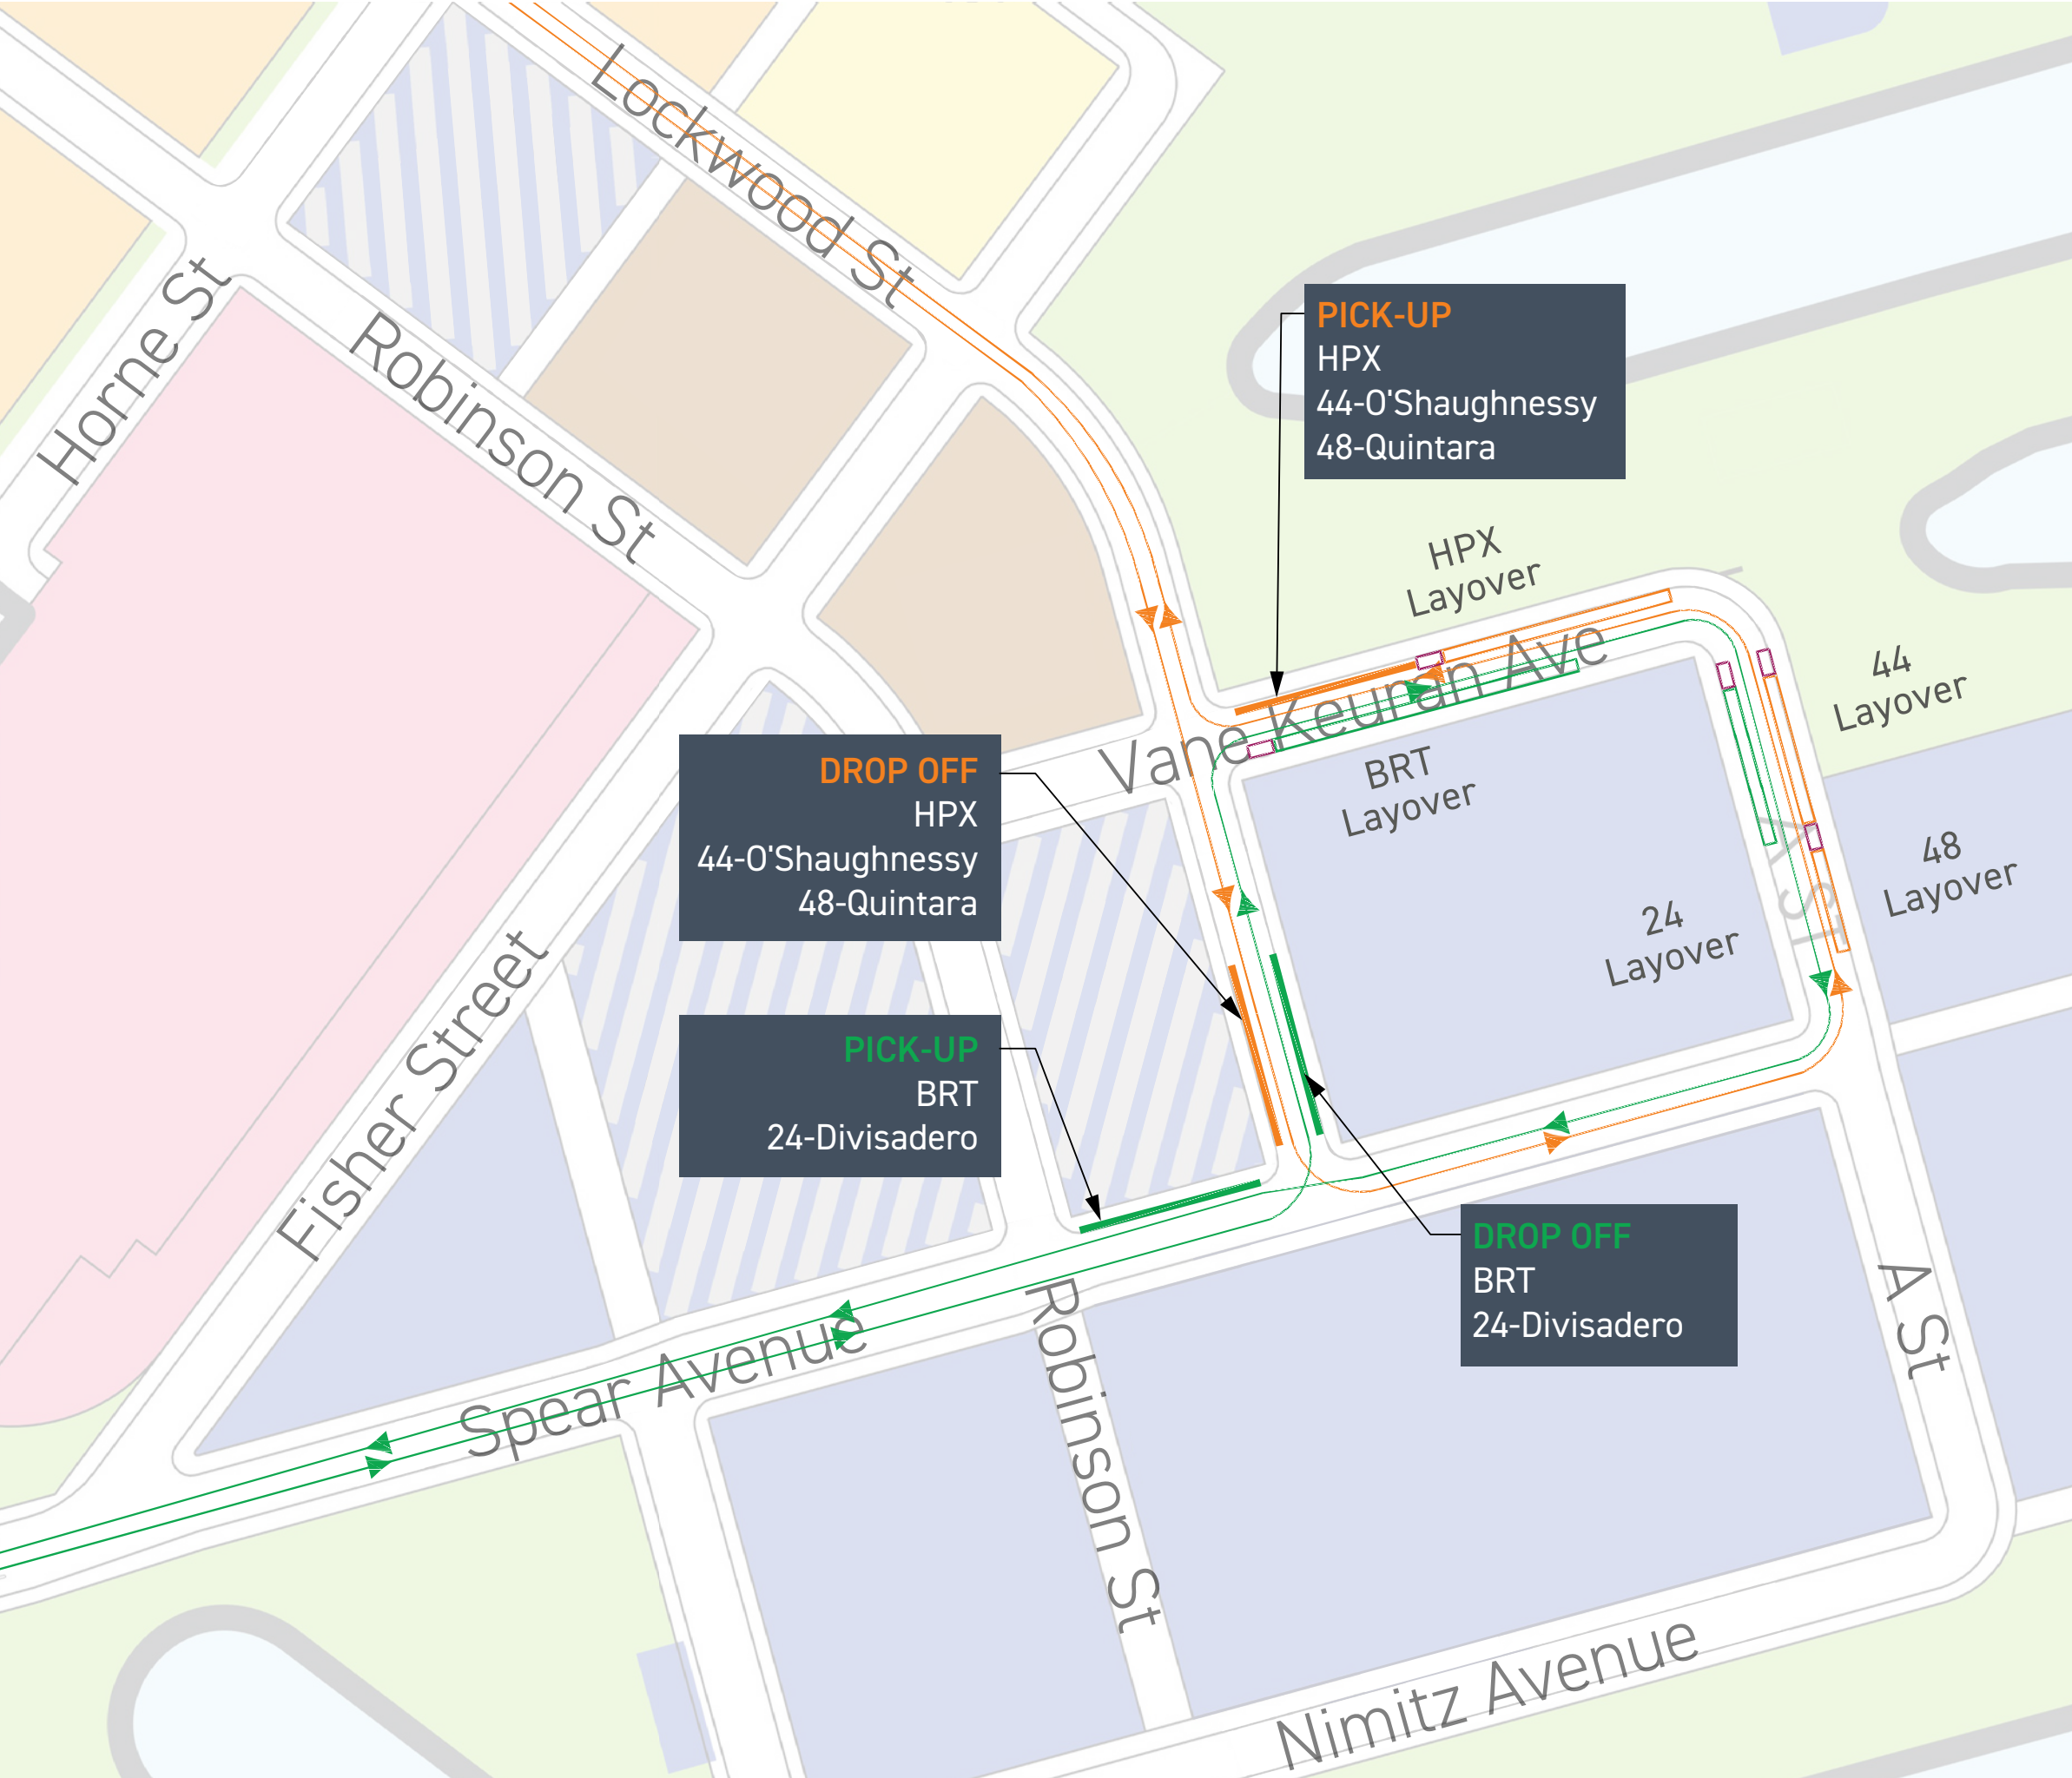 Lockwood St
Horne St
Robinson St
PICK-UP
HPX
44-O'Shaughnessy
48-Quintara
HPX
Layover
Vane Keuran Ave
44
Layover
BRT
Layover
DROP OFF
HPX
44-O'Shaughnessy
48-Quintara
A ST
48
Layover
24
Layover
Fisher Street
PICK-UP
BRT
24-Divisadero
DROP OFF
BRT
24-Divisadero
A St
Spear Avenue
Robinson St
Nimitz Avenue